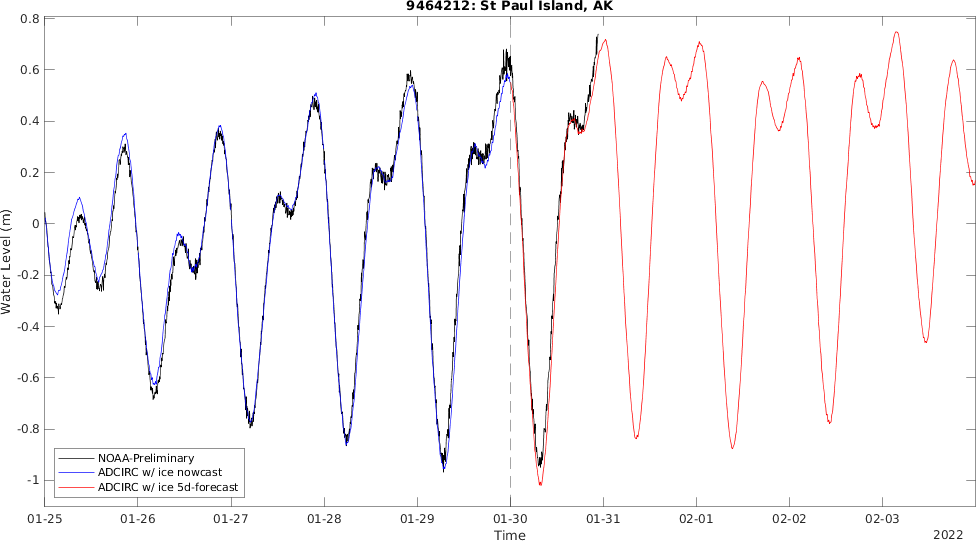 9464212: St Paul Island, AK
Water Level (m)
0.8
0.6
0.4
0.2
0
-0.2
-0.4
-0.6
-0.8
-1
NOAA-Preliminary
ADCIRC w/ ice nowcast
ADCIRC w/ ice 5d-forecast
01-25 01-26 01-27 01-28 01-29 01-30 01-31 02-01 02-02 02-03
Time
2022